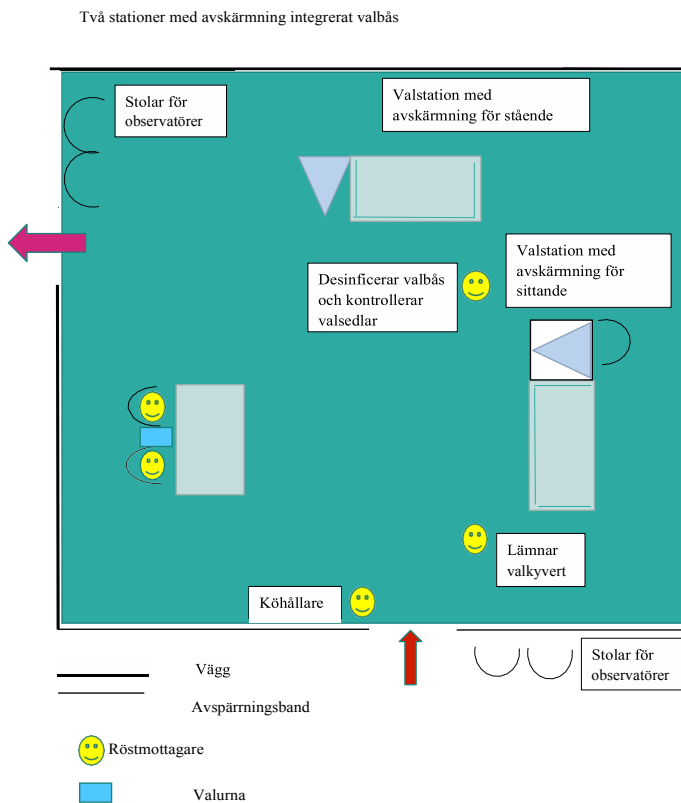 Två stationer med avskärmning integrerat valbås
Stolar för
observatörer
Valstation med
avskärmning för stående
Valstation med
avskärmning för
sittande
Desinficerar valbås
och kontrollerar
valsedlar
Lämnar
valkyvert
Köhållare
Stolar för
observatörer
Vägg
Avspärrningsband
Röstmottagare
Valurna